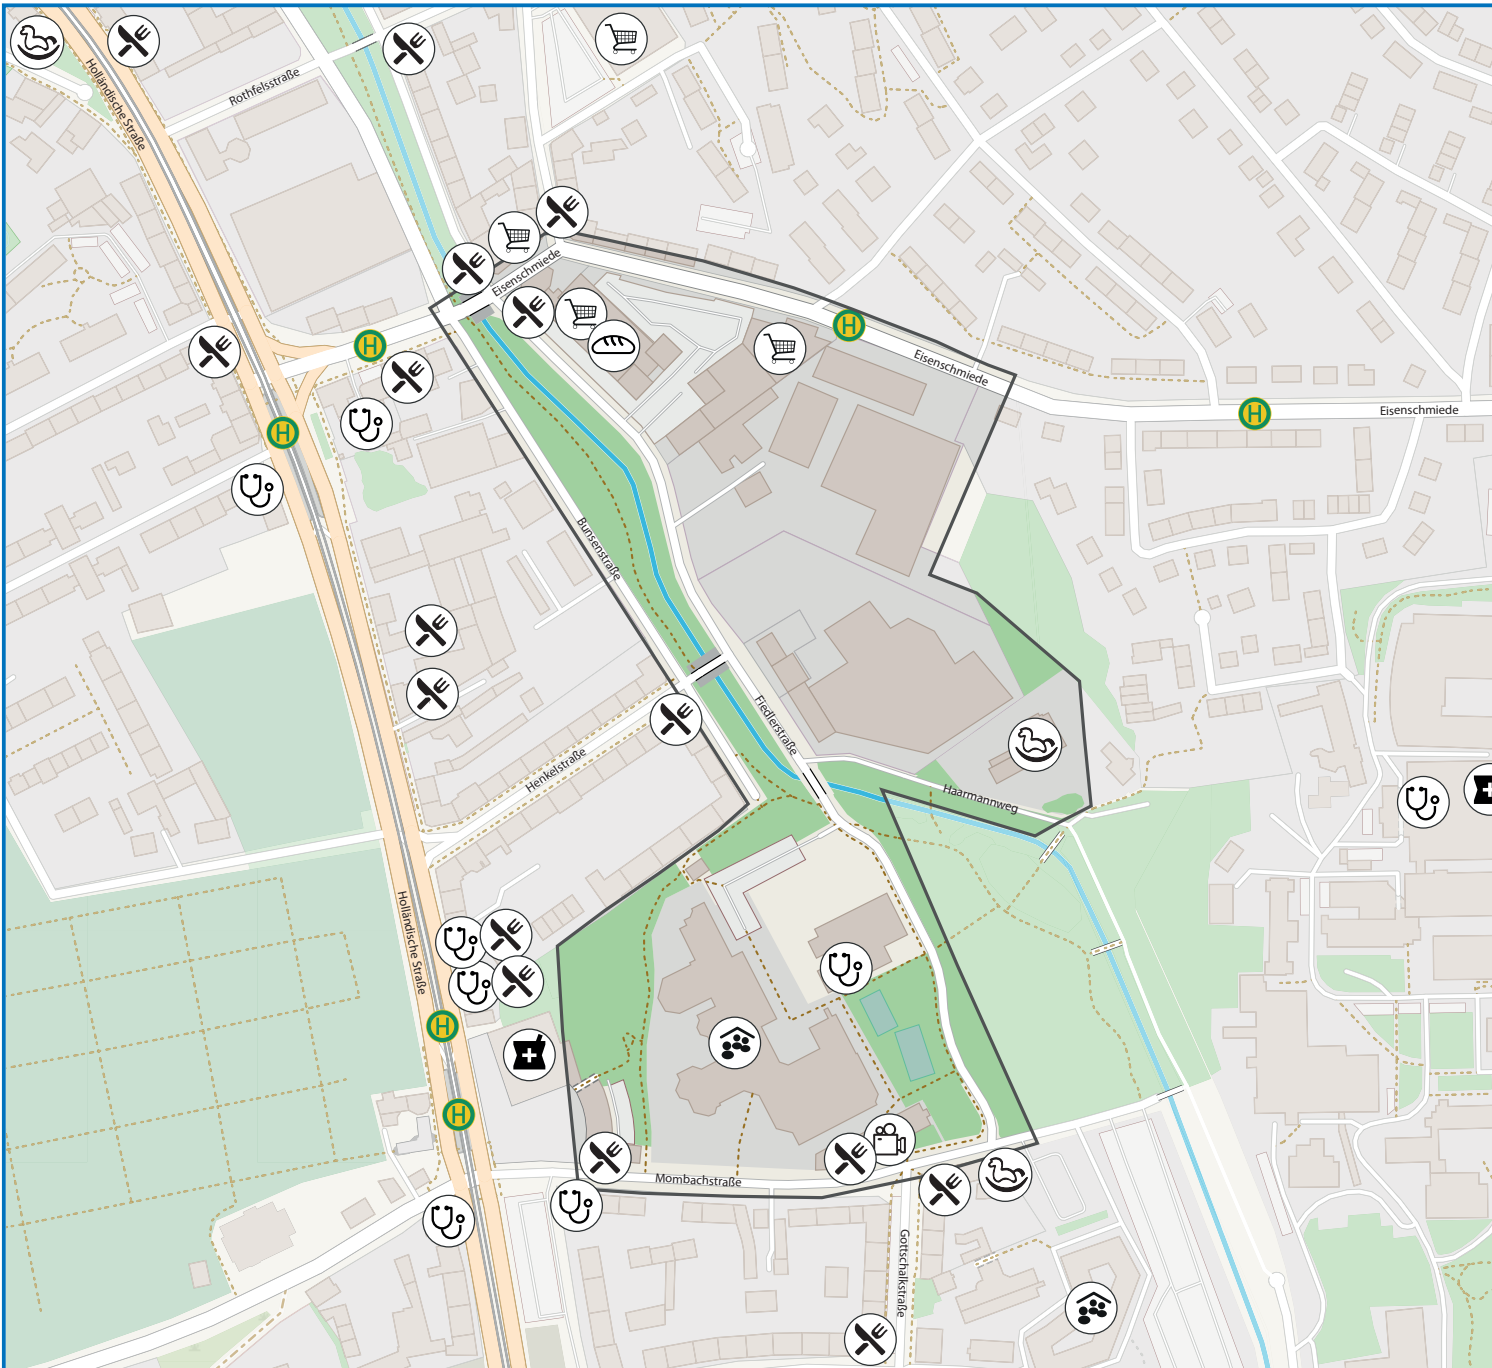 Holländische Straße
Rothfelsstraße
Eisenschmiede
H
H
Eisenschmiede
H
H
Eisenschmiede
Bunsenstraße
Fiedlerstraße
Henkelstraße
Haarmannweg
Holländische Straße
H
H
Mombachstraße
Gottschalkstraße